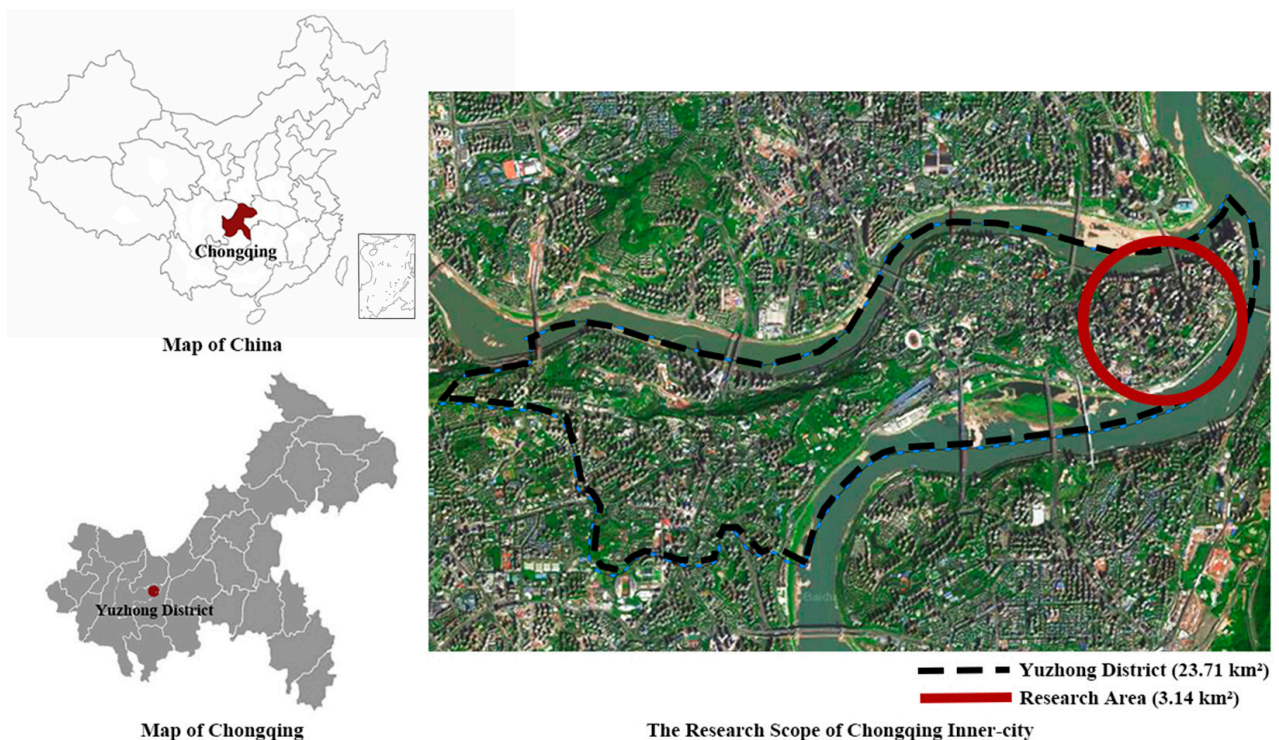 Chongqing
Map of China
Yuzhong District
Map of Chongqing
Baidu
Yuzhong District (23.71 km²)
Research Area (3.14 km²)
The Research Scope of Chongqing Inner-city